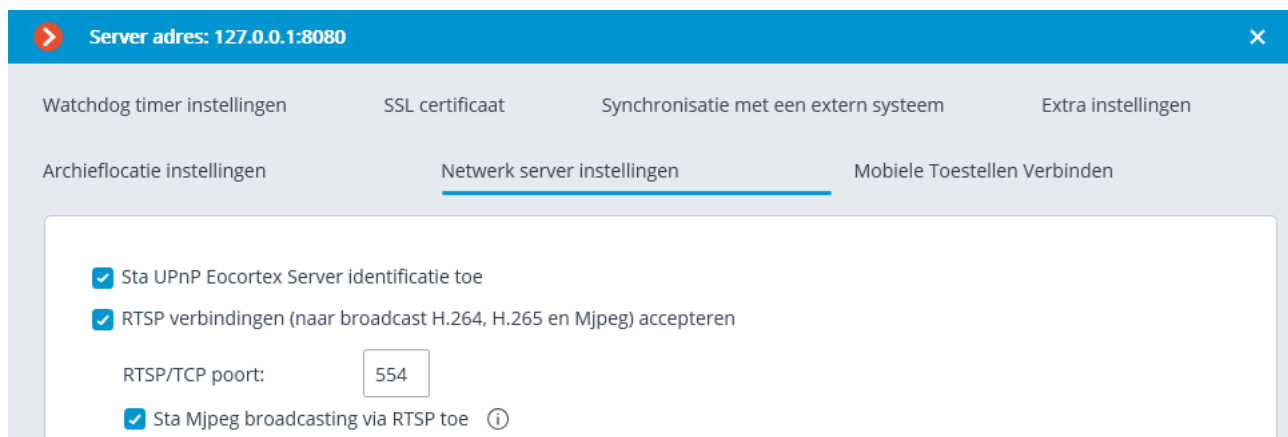 Server adres: 127.0.0.1:8080
Watchdog timer instellingen SSL certificaat Synchronisatie met een extern systeem Extra instellingen
Archieflocatie instellingen Netwerk server instellingen Mobiele Toestellen Verbinden
Sta UPnP Eocortex Server identificatie toe
RTSP verbindingen (naar broadcast H.264, H.265 en Mjpeg) accepteren
RTSP/TCP poort: 554
Sta Mjpeg broadcasting via RTSP toe